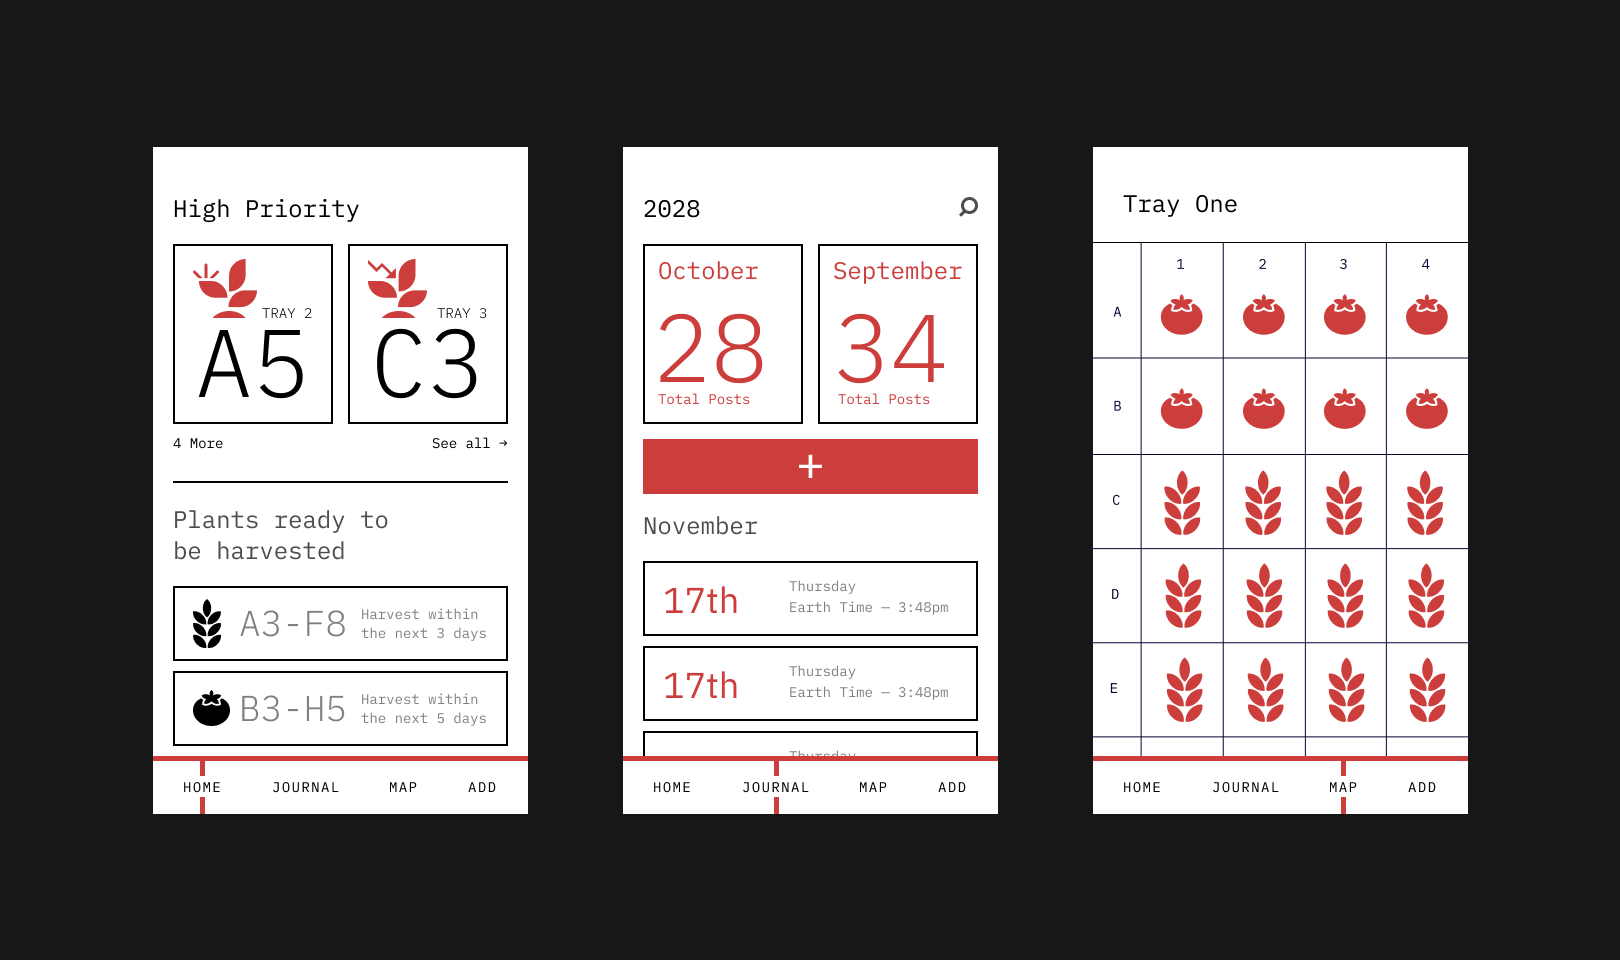 High Priority
TRAY 2
A5
TRAY 3
C3
4 More
See all →
Plants ready to
be harvested
A3-F8
Harvest within
the next 3 days
B3-H5
Harvest within
the next 5 days
HOME JOURNAL MAP ADD
2028
October
28
Total Posts
September
34
Total Posts
+
November
17th
Thursday
Earth Time – 3:48pm
17th
Thursday
Earth Time – 3:48pm
Thursday
HOME JOURNAL MAP ADD
Tray One
1 2 3 4
A
B
C
D
E
HOME JOURNAL MAP ADD